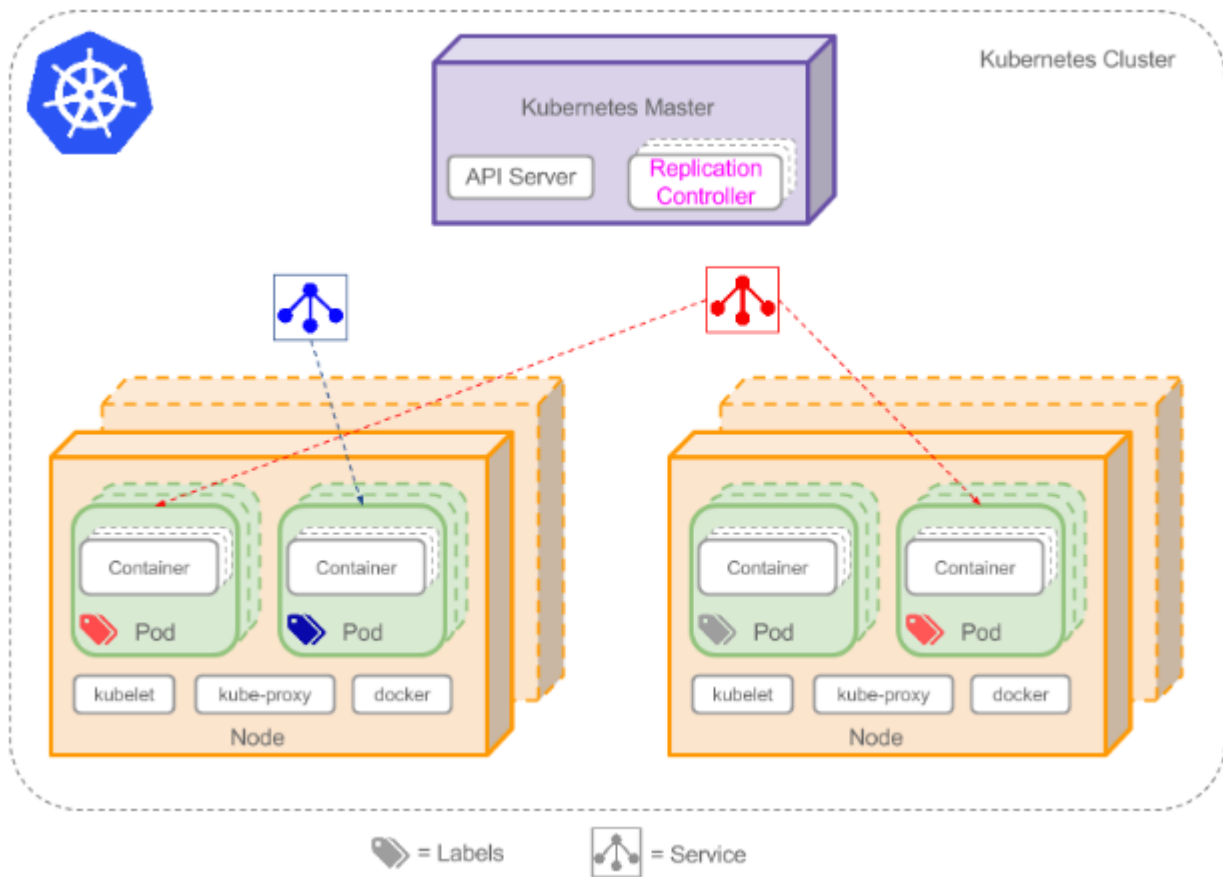 Kubernetes Cluster
Kubernetes Master
API Server
Replication
Controller
Container
Container
Container
Container
Pod
Pod
Pod
Pod
kubelet
kube-proxy
docker
kubelet
kube-proxy
docker
Node
Node
= Labels
= Service